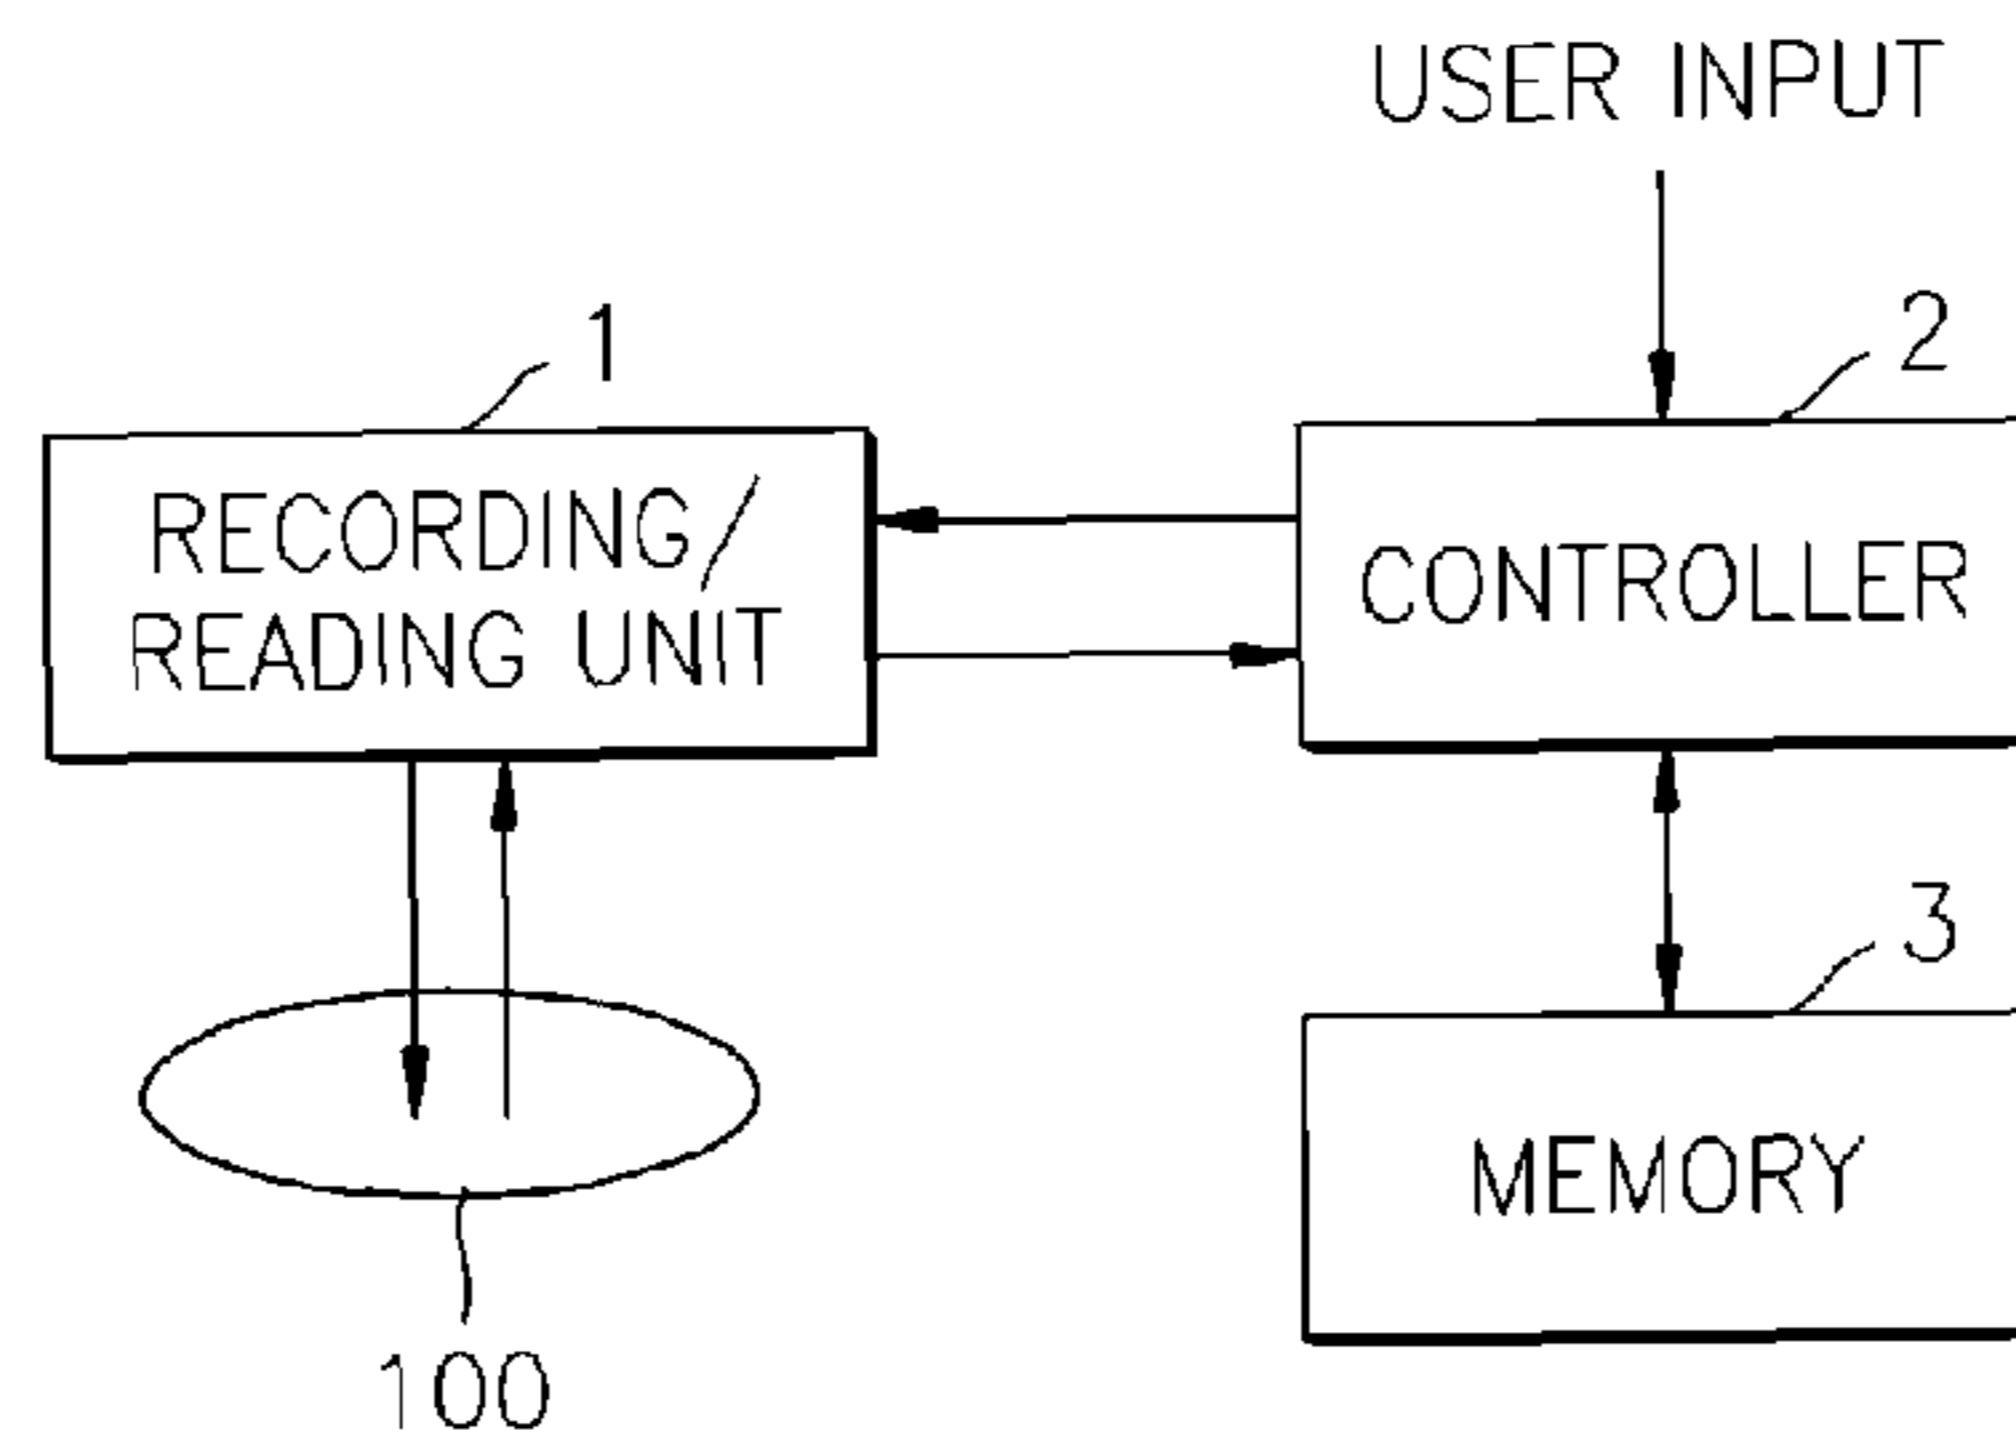 USER INPUT
1
2
RECORDING/
READING UNIT
CONTROLLER
3
MEMORY
100